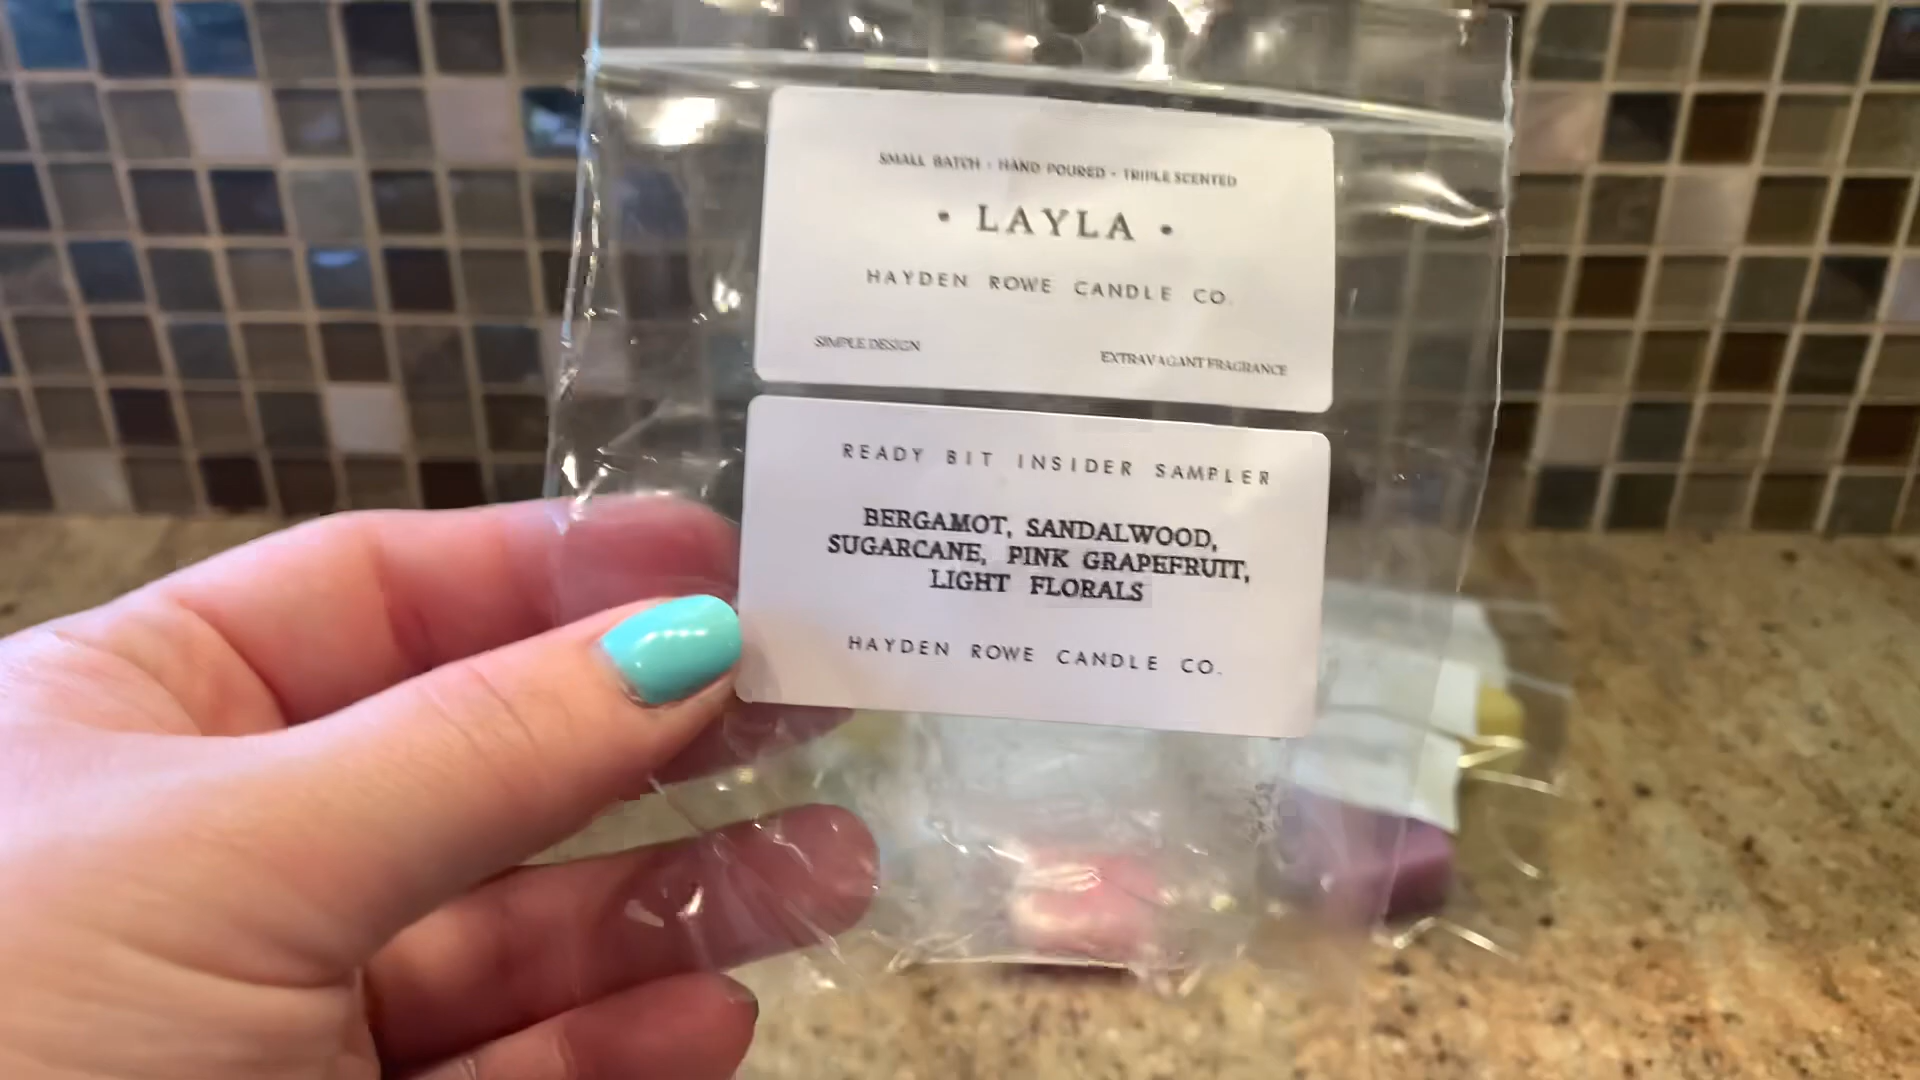 SMALL BATCH - HAND POURED - TRIPLE SCENTED
• LAYLA •
HAYDEN ROWE CANDLE CO.
SIMPLE DESIGN EXTRAVAGANT FRAGRANCE
READY BIT INSIDER SAMPLER
BERGAMOT, SANDALWOOD,
SUGARCANE, PINK GRAPEFRUIT,
LIGHT FLORALS
HAYDEN ROWE CANDLE CO.